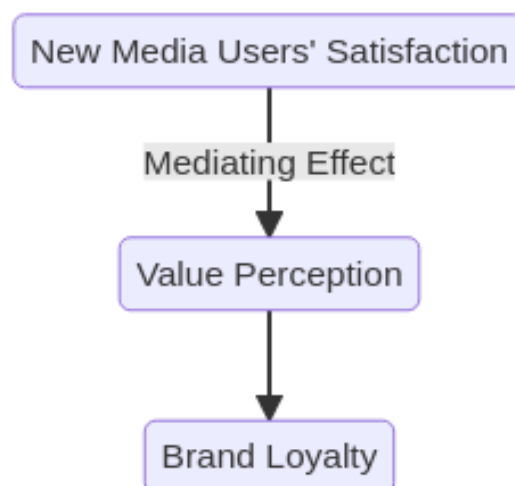 New Media Users' Satisfaction
Mediating Effect
Value Perception
Brand Loyalty